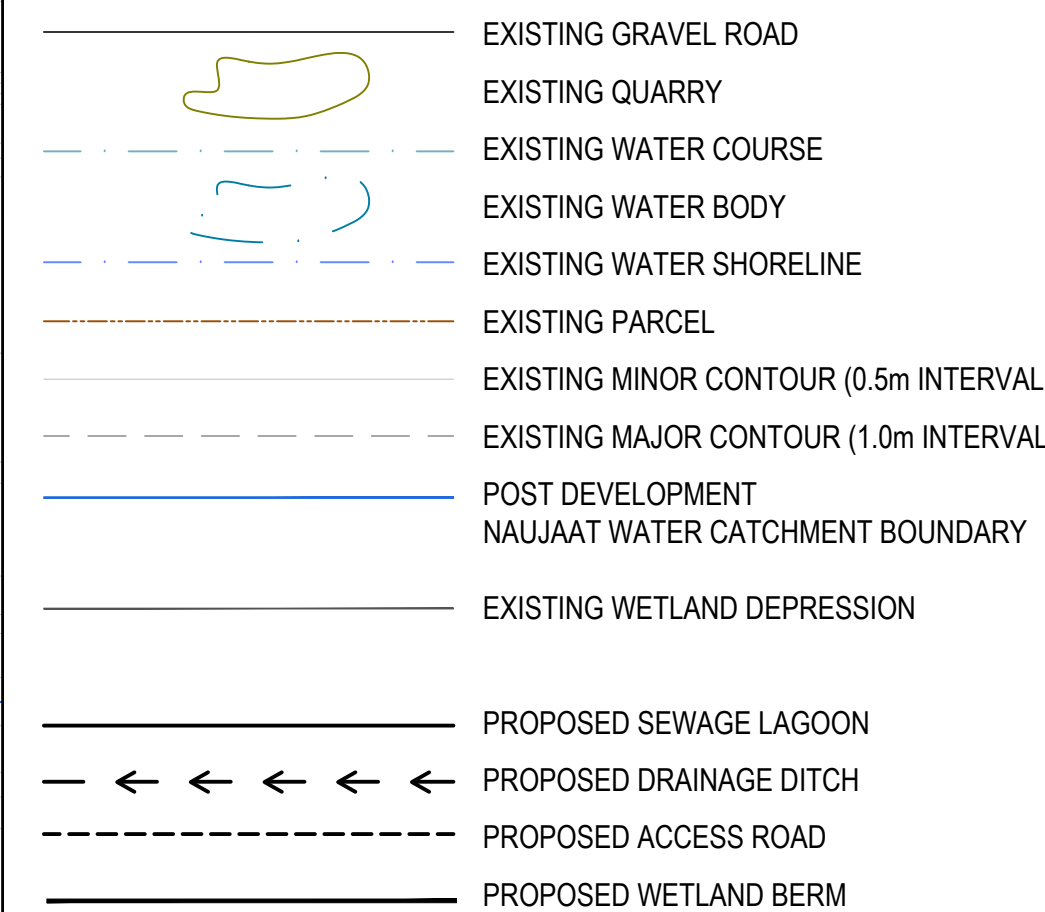 EXISTING GRAVEL ROAD
EXISTING QUARRY
EXISTING WATER COURSE
EXISTING WATER BODY
EXISTING WATER SHORELINE
EXISTING PARCEL
EXISTING MINOR CONTOUR (0.5m INTERVAL
EXISTING MAJOR CONTOUR (1.0m INTERVAL
POST DEVELOPMENT
NAUJAAT WATER CATCHMENT BOUNDARY
EXISTING WETLAND DEPRESSION
PROPOSED SEWAGE LAGOON
PROPOSED DRAINAGE DITCH
PROPOSED ACCESS ROAD
PROPOSED WETLAND BERM